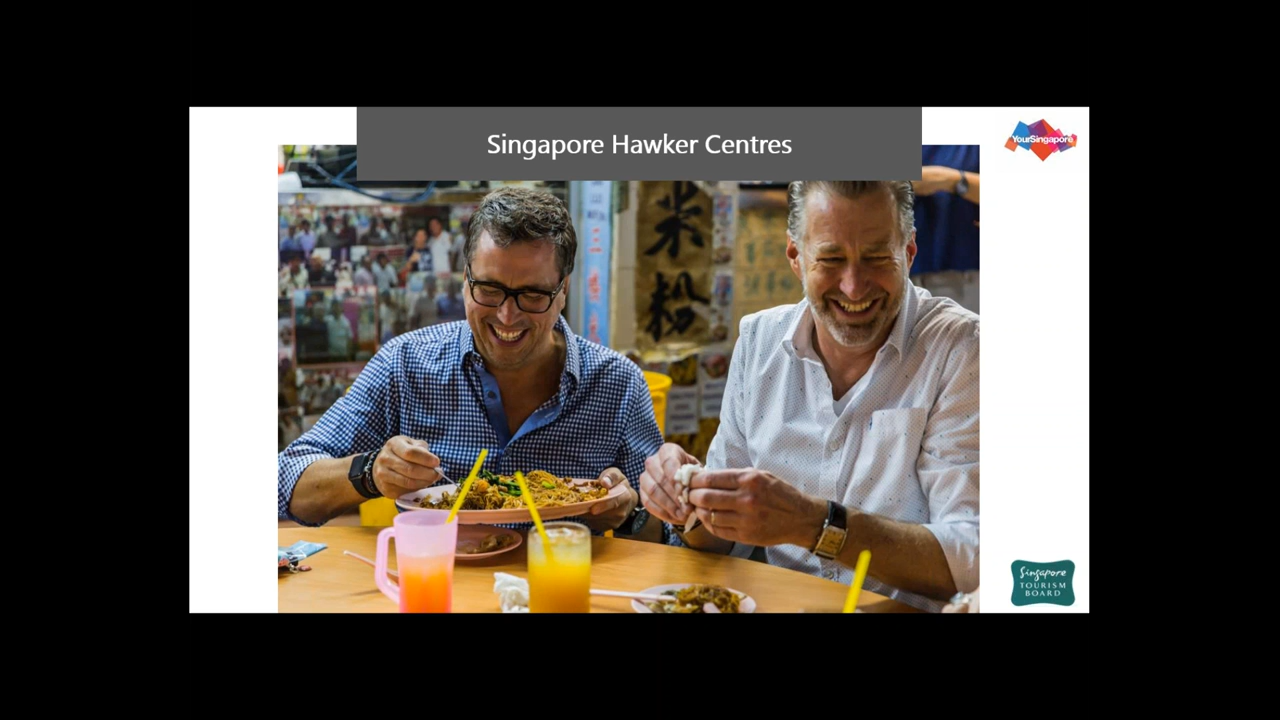 Singapore Hawker Centres
YourSingapore
米
粉
Singapore
TOURISM
BOARD